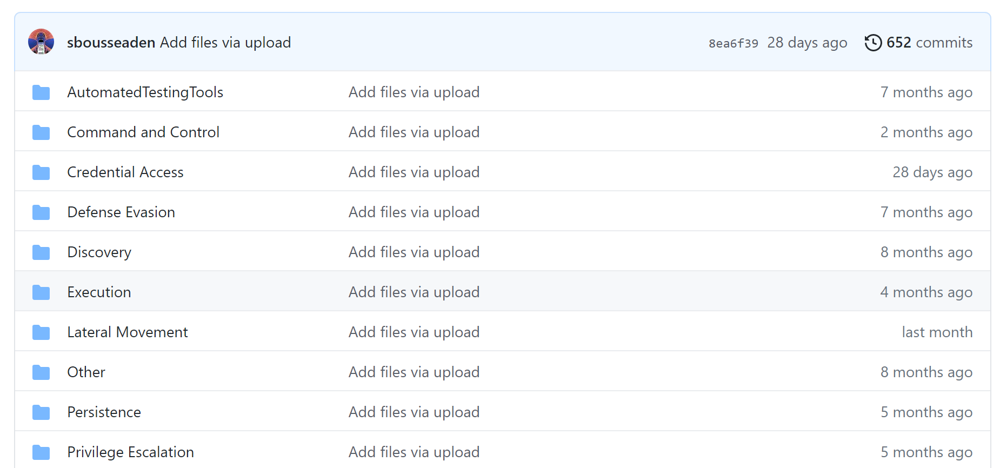 sbousseaden Add files via upload 8ea6f39 28 days ago 652 commits
AutomatedTestingTools Add files via upload 7 months ago
Command and Control Add files via upload 2 months ago
Credential Access Add files via upload 28 days ago
Defense Evasion Add files via upload 7 months ago
Discovery Add files via upload 8 months ago
Execution Add files via upload 4 months ago
Lateral Movement Add files via upload last month
Other Add files via upload 8 months ago
Persistence Add files via upload 5 months ago
Privilege Escalation Add files via upload 5 months ago